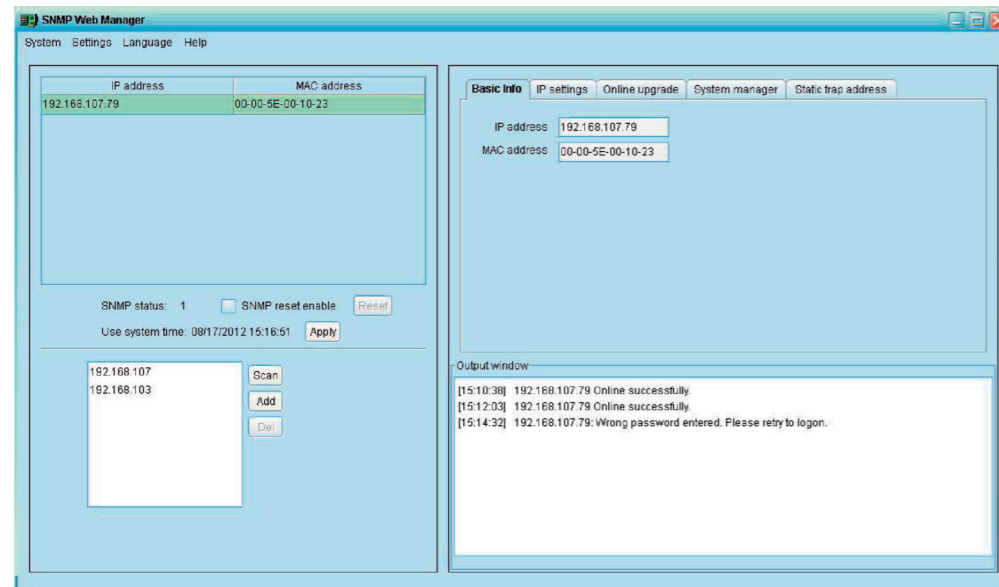 SNMP Web Manager
System Settings Language Help
IP address MAC address
192.168.107.79 00-00-5E-00-10-23
SNMP status: 1 SNMP reset enable Reset
Use system time: 08/17/2012 15:16:51 Apply
192.168.107
192.168.103
Scan
Add
Del
Basic Info IP settings Online upgrade System manager Static trap address
IP address 192.168.107.79
MAC address 00-00-5E-00-10-23
Output window
[15:10:38] 192.168.107.79 Online successfully.
[15:12:03] 192.168.107.79 Online successfully.
[15:14:32] 192.168.107.79: Wrong password entered. Please retry to logon.